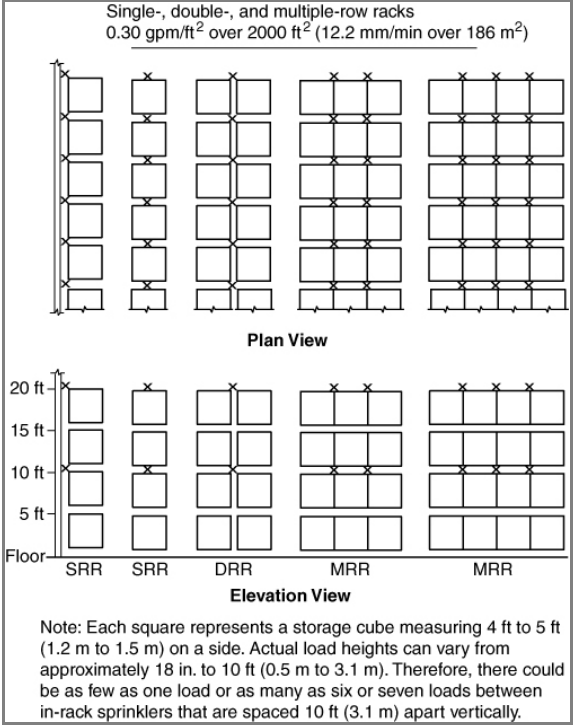 Single-, double-, and multiple-row racks
0.30 gpm/ft² over 2000 ft² (12.2 mm/min over 186 m²)
Plan View
20 ft
15 ft
10 ft
5 ft
Floor
SRR SRR DRR MRR MRR
Elevation View
Note: Each square represents a storage cube measuring 4 ft to 5 ft
(1.2 m to 1.5 m) on a side. Actual load heights can vary from
approximately 18 in. to 10 ft (0.5 m to 3.1 m). Therefore, there could
be as few as one load or as many as six or seven loads between
in-rack sprinklers that are spaced 10 ft (3.1 m) apart vertically.